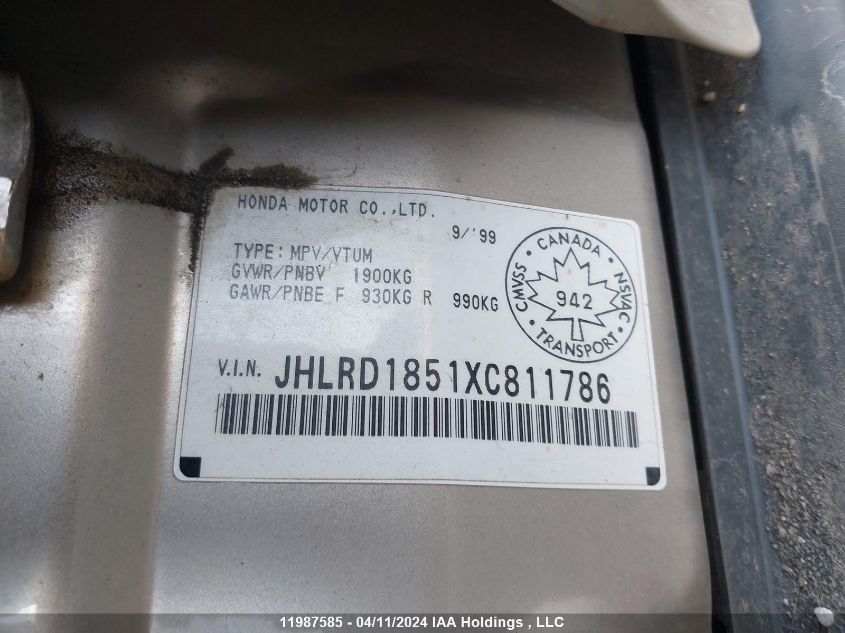 HONDA MOTOR CO.,LTD.
9/'99
TYPE: MPV/VTUM
GVWR/PNBV 1900KG
GAWR/PNBE F 930KG R 990KG
CANADA
CMVSS
942
NSVAC
TRANSPORT
V.I.N. JHLRD1851XC811786
11987585 - 04/11/2024 IAA Holdings , LLC